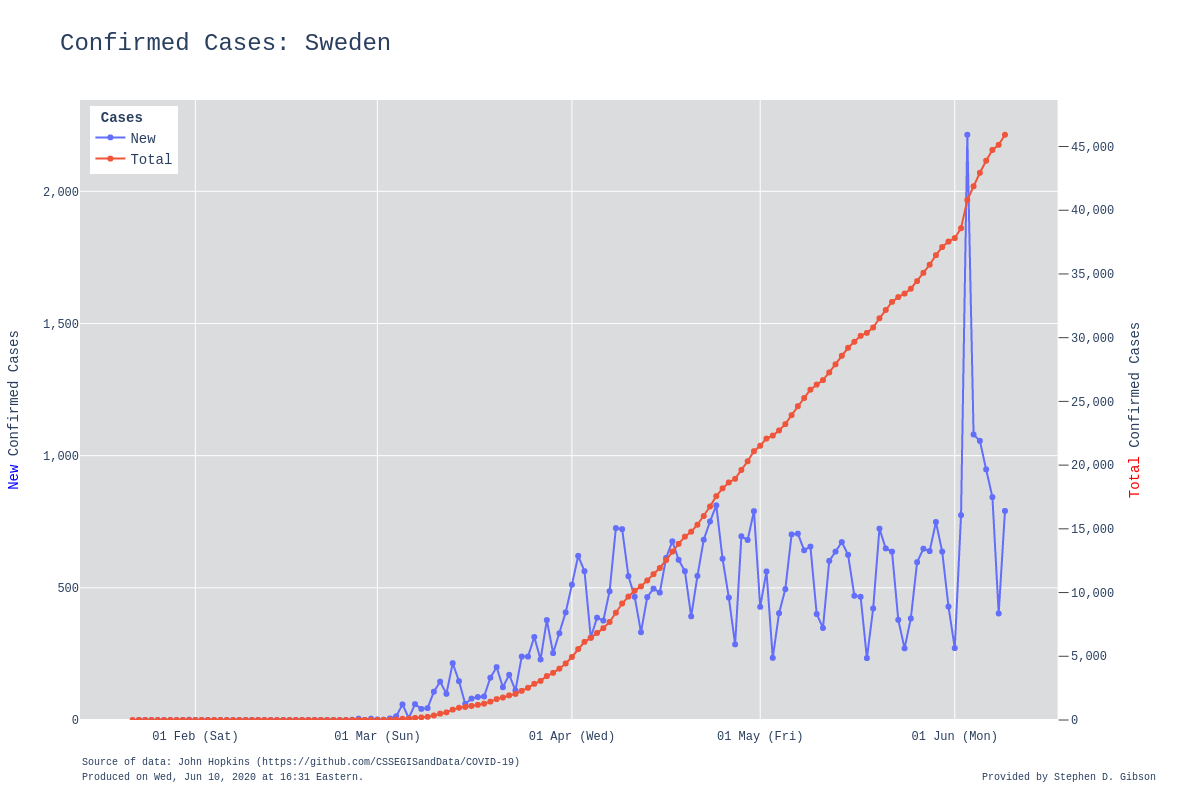 Confirmed Cases: Sweden
Cases
New
Total
2,000
1,500
1,000
500
0
New Confirmed Cases
45,000
40,000
35,000
30,000
25,000
20,000
15,000
10,000
5,000
0
Total Confirmed Cases
01 Feb (Sat)
01 Mar (Sun)
01 Apr (Wed)
01 May (Fri)
01 Jun (Mon)
Source of data: John Hopkins (https://github.com/CSSEGISandData/COVID-19)
Produced on Wed, Jun 10, 2020 at 16:31 Eastern.
Provided by Stephen D. Gibson